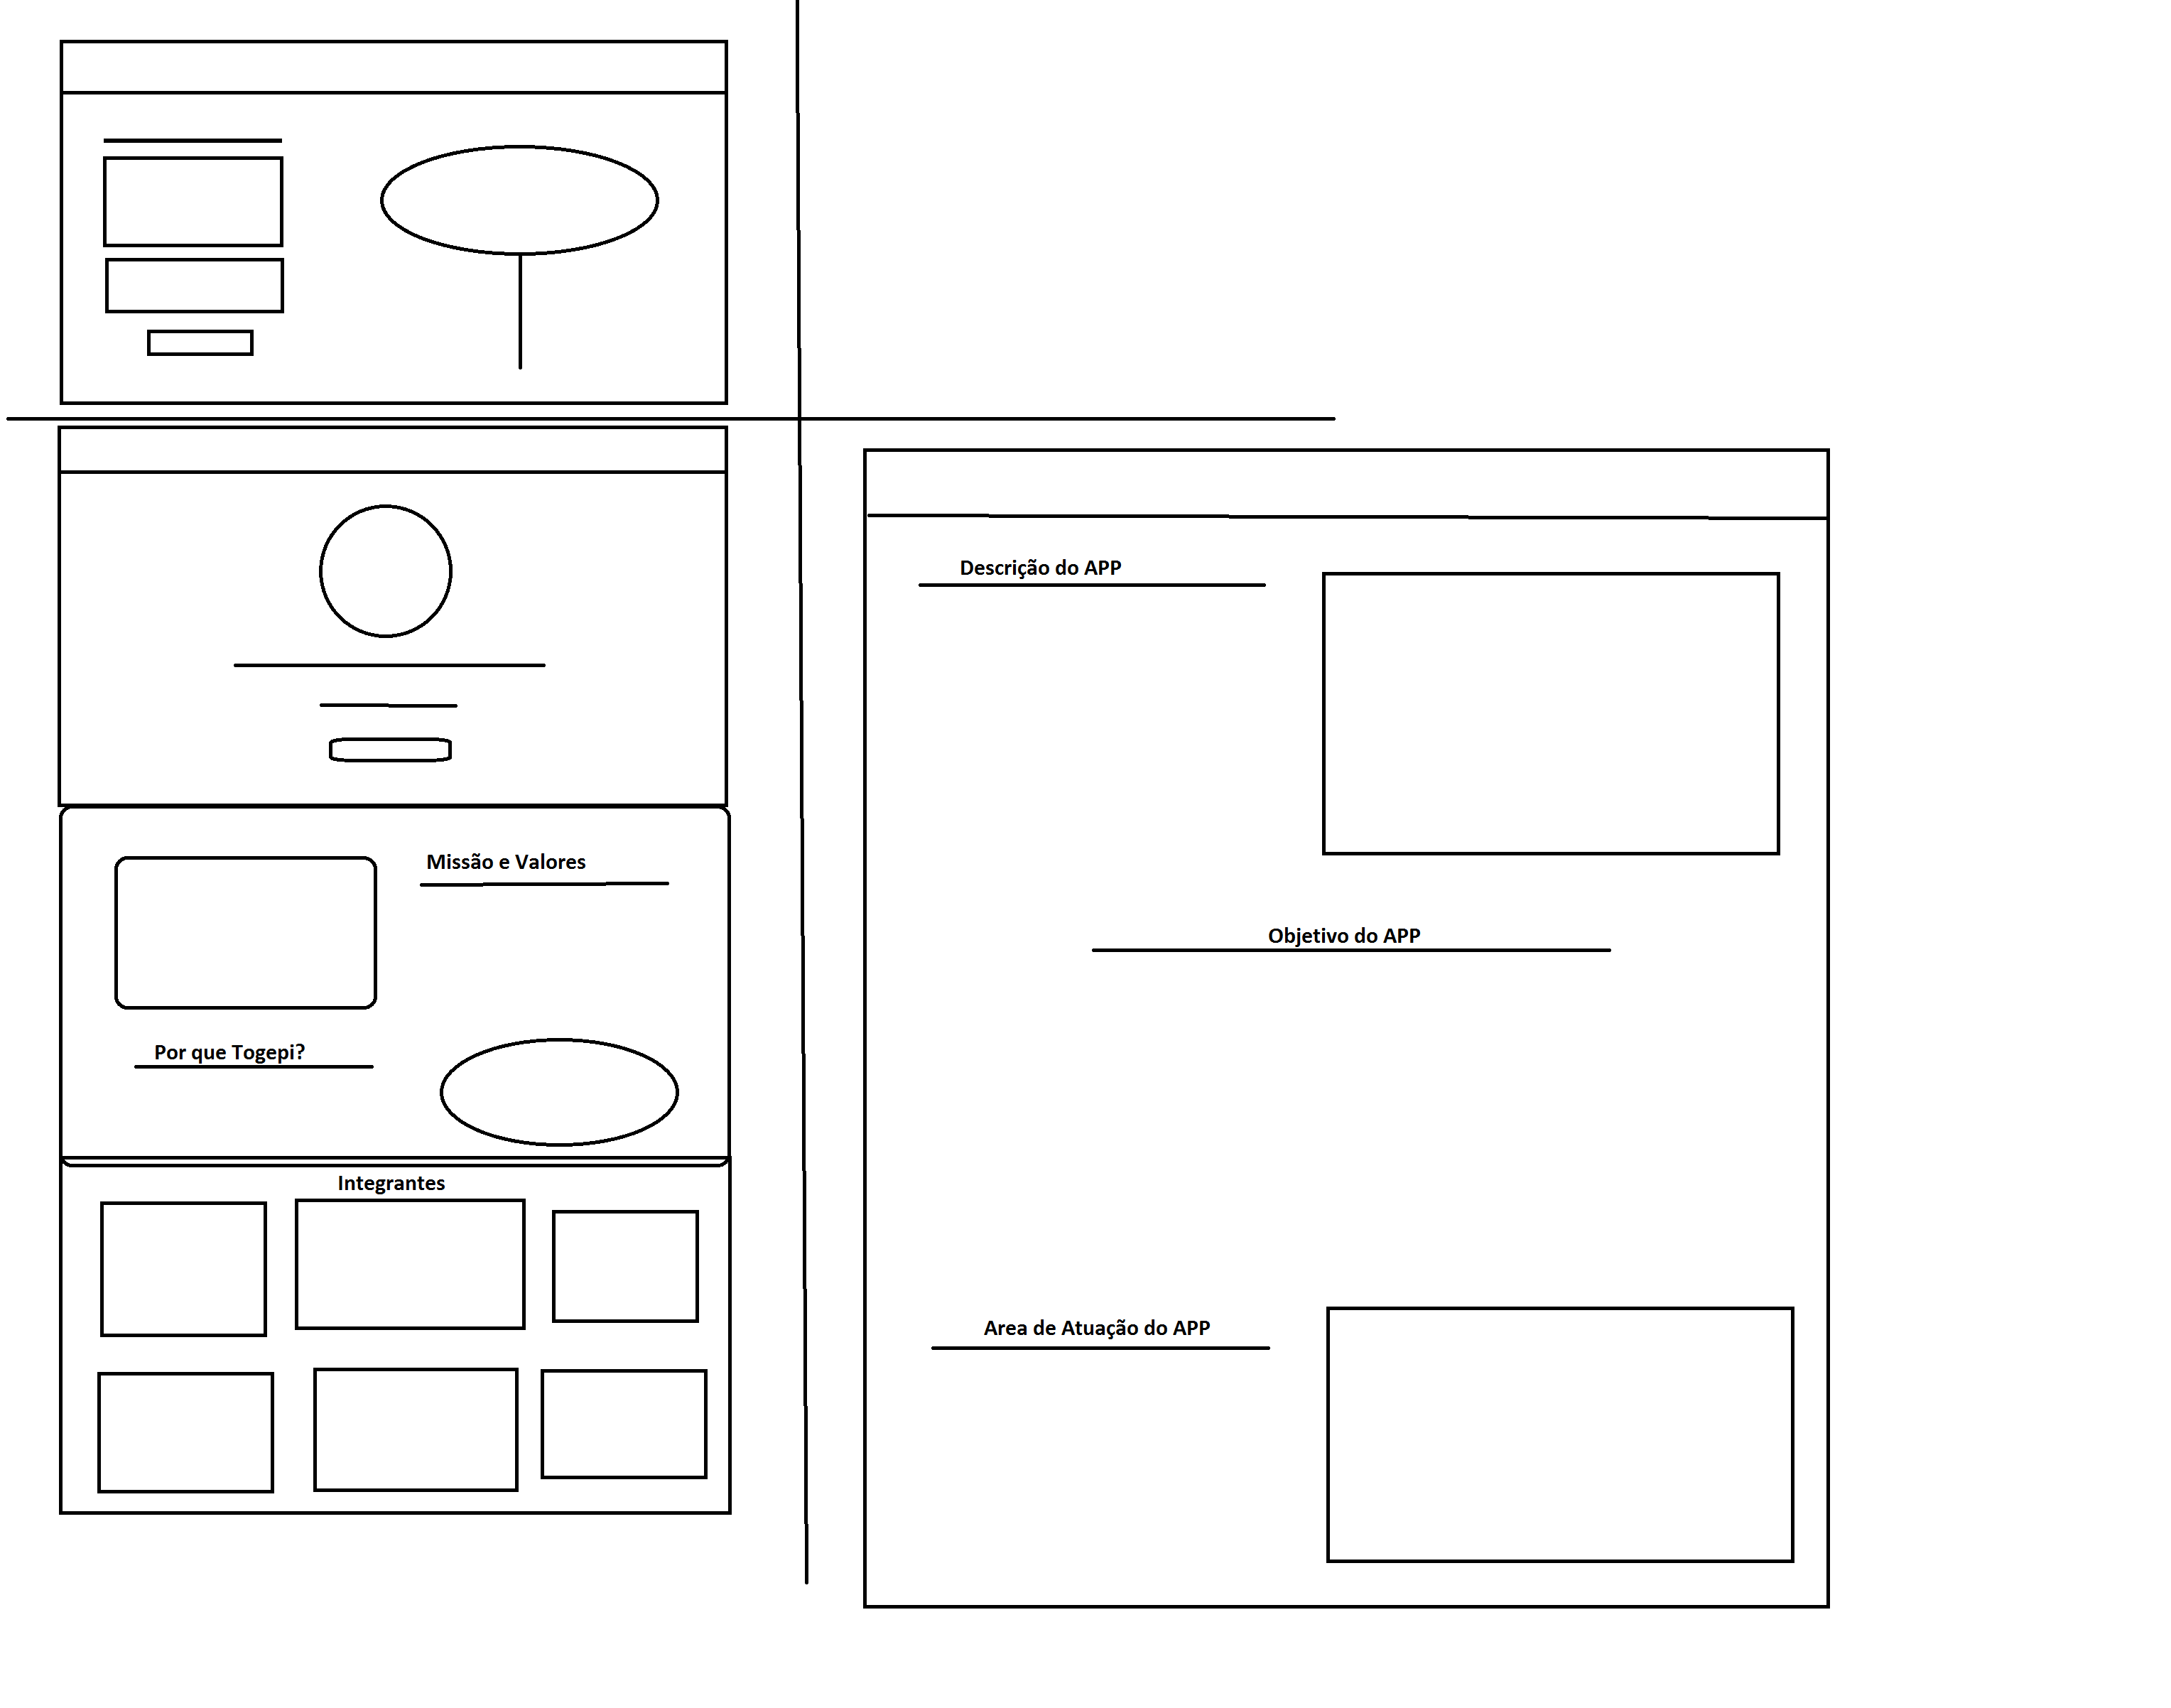 Missão e Valores
Por que Togepi?
Integrantes
Descrição do APP
Objetivo do APP
Area de Atuação do APP